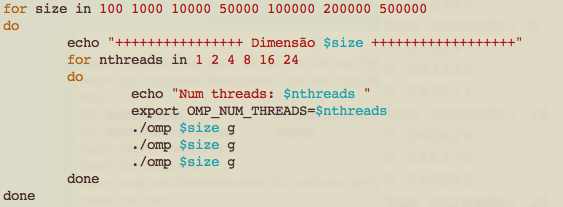 for size in 100 1000 10000 50000 100000 200000 500000
do
echo "++++++++++++++++ Dimensão $size ++++++++++++++++++"
for nthreads in 1 2 4 8 16 24
do
echo "Num threads: $nthreads "
export OMP_NUM_THREADS=$nthreads
./omp $size g
./omp $size g
./omp $size g
done
done